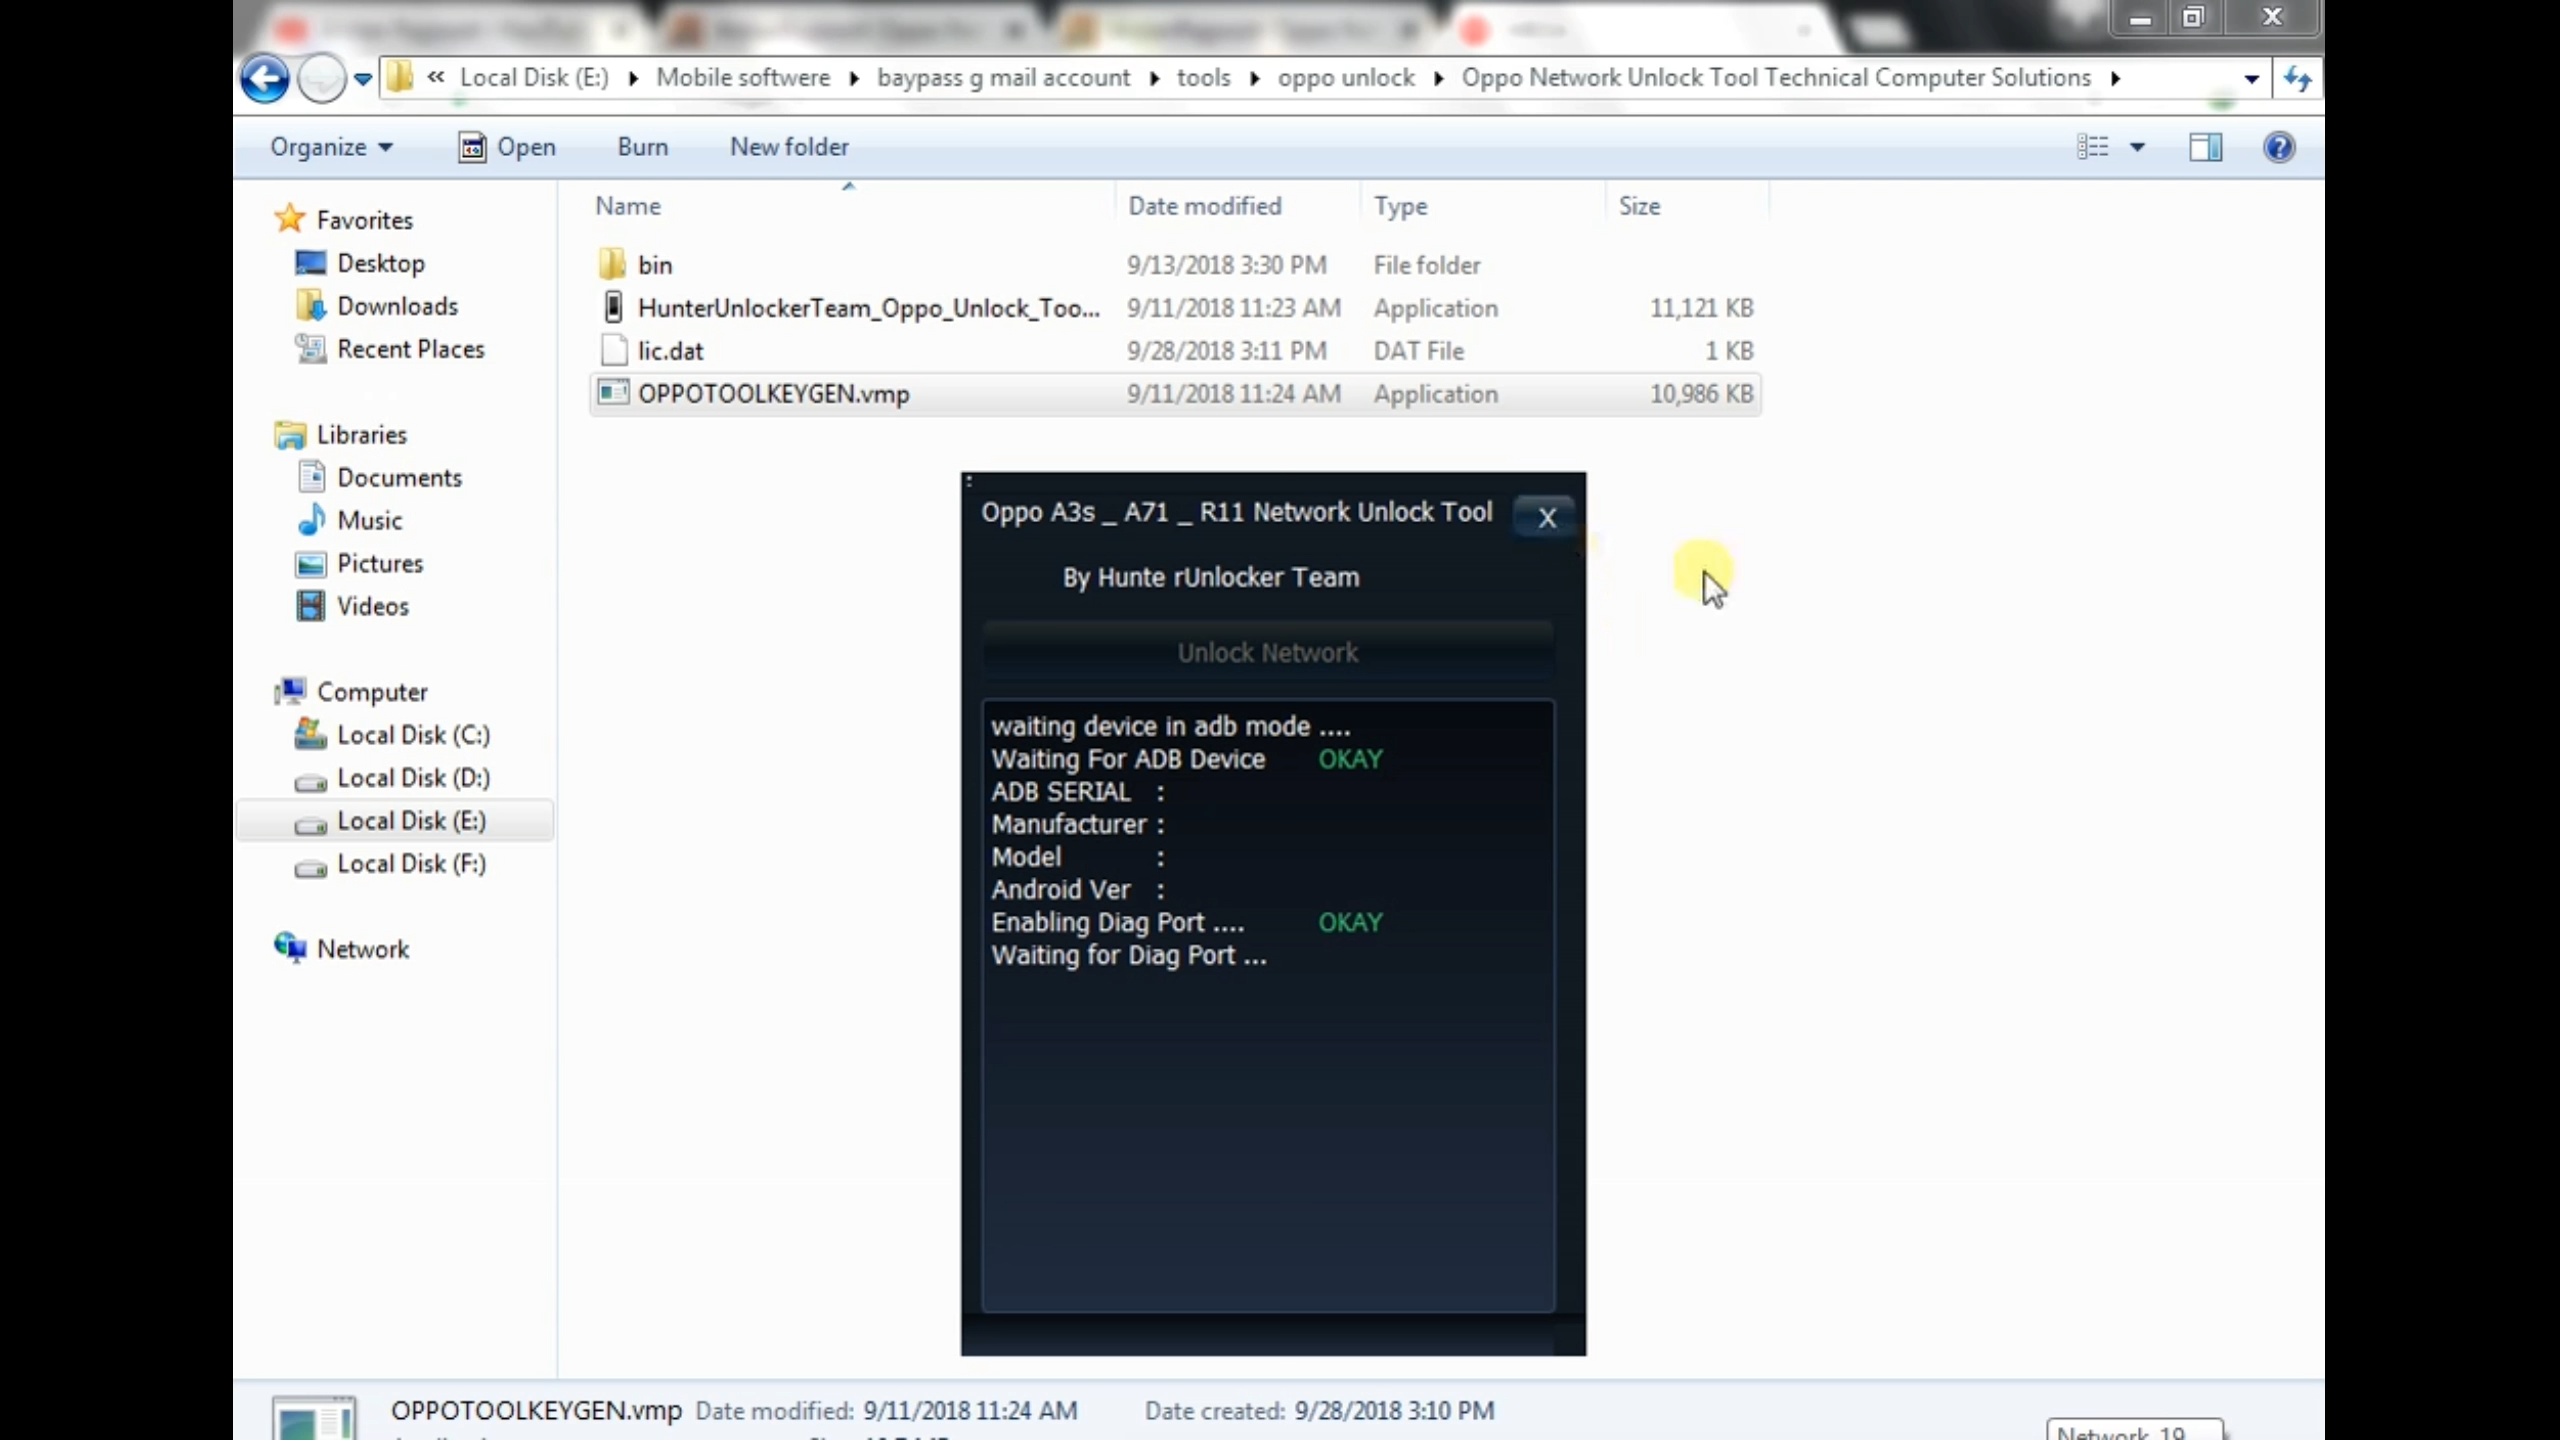 « Local Disk (E:) Mobile softwere baypass g mail account tools oppo unlock Oppo Network Unlock Tool Technical Computer Solutions
Organize Open Burn New folder
Name Date modified Type Size
Favorites
Desktop
Downloads
Recent Places
Libraries
Documents
Music
Pictures
Videos
Computer
Local Disk (C:)
Local Disk (D:)
Local Disk (E:)
Local Disk (F:)
Network
bin 9/13/2018 3:30 PM File folder
HunterUnlockerTeam_Oppo_Unlock_Too... 9/11/2018 11:23 AM Application 11,121 KB
lic.dat 9/28/2018 3:11 PM DAT File 1 KB
OPPOTOOLKEYGEN.vmp 9/11/2018 11:24 AM Application 10,986 KB
:
Oppo A3s _ A71 _ R11 Network Unlock Tool X
By Hunte rUnlocker Team
Unlock Network
waiting device in adb mode ....
Waiting For ADB Device OKAY
ADB SERIAL :
Manufacturer :
Model :
Android Ver :
Enabling Diag Port .... OKAY
Waiting for Diag Port ...
OPPOTOOLKEYGEN.vmp Date modified: 9/11/2018 11:24 AM Date created: 9/28/2018 3:10 PM
Network 19